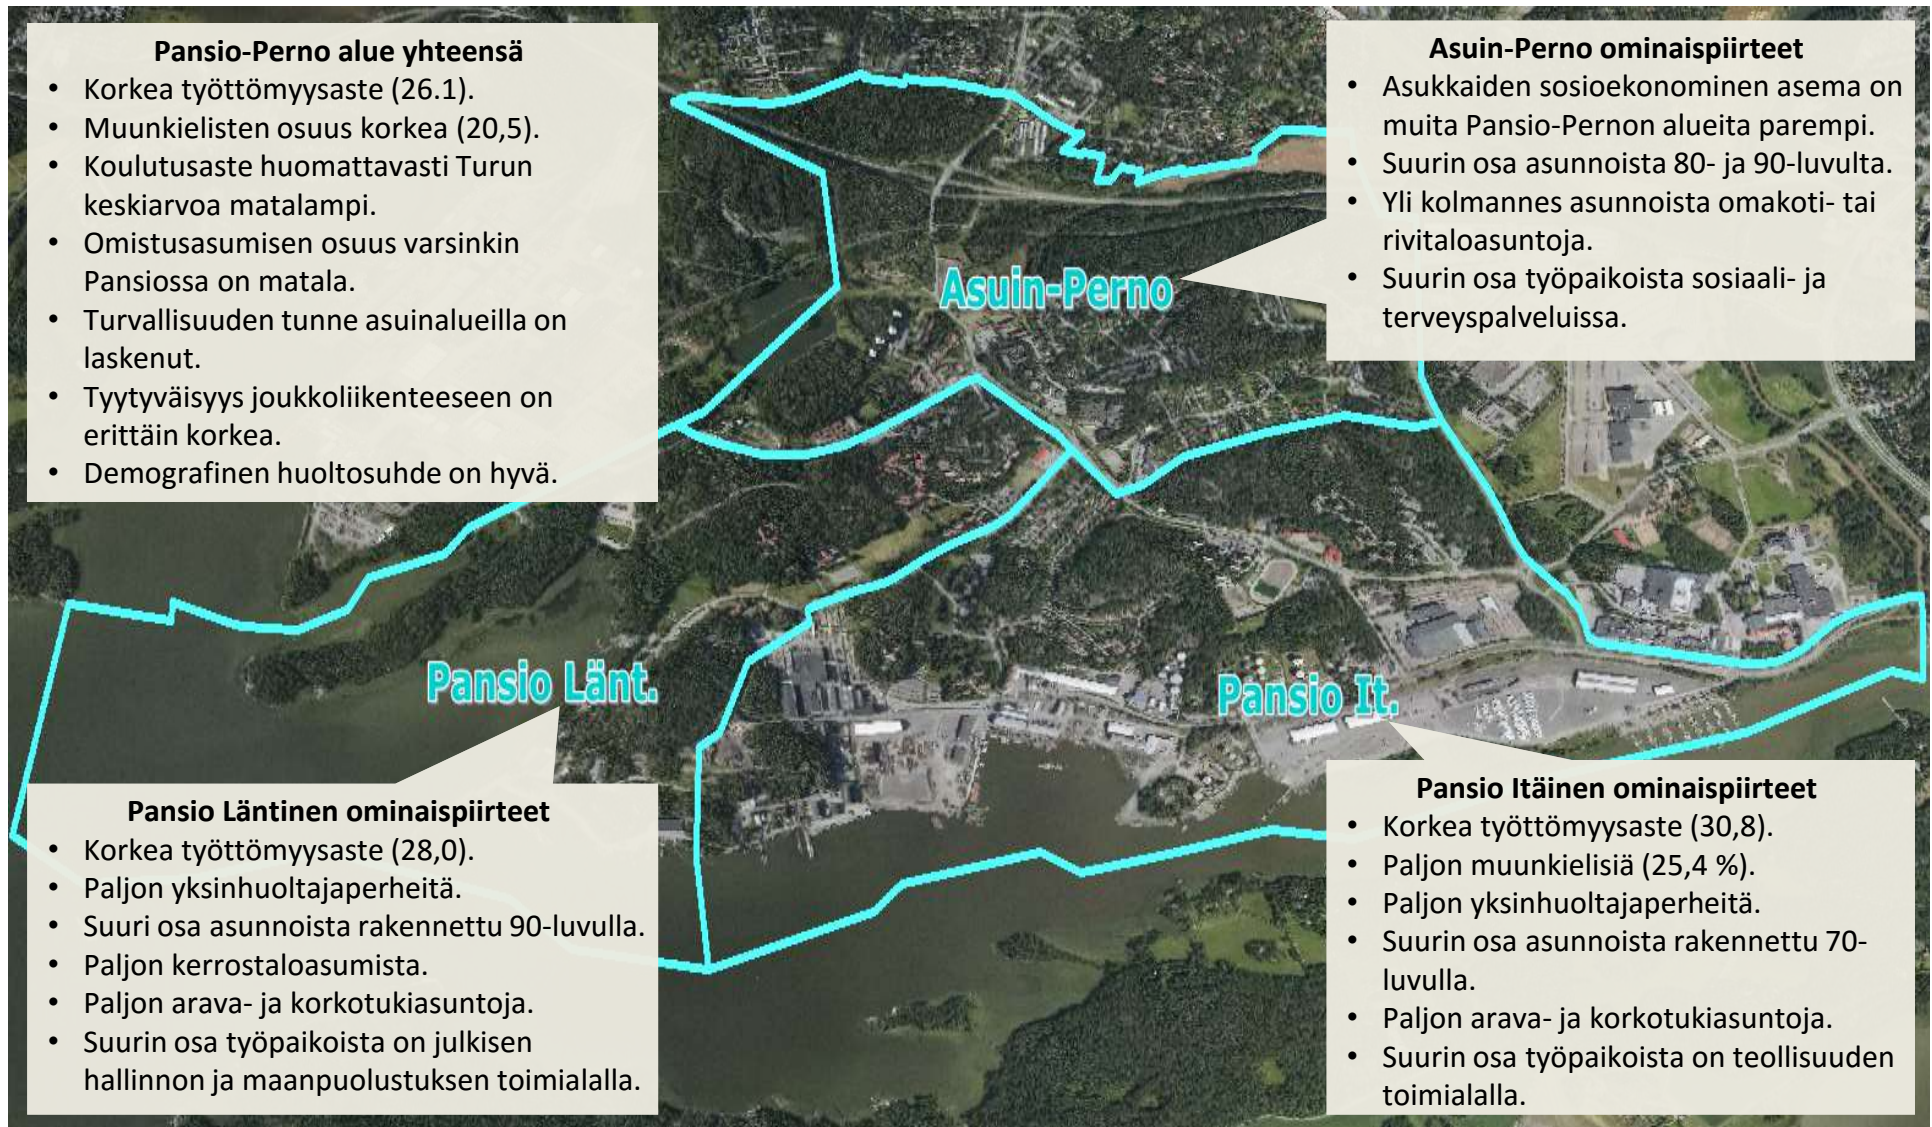 Pansio-Perno alue yhteensä
• Korkea työttömyysaste (26.1).
• Muunkielisten osuus korkea (20,5).
• Koulutusaste huomattavasti Turun
keskiarvoa matalampi.
• Omistusasumisen osuus varsinkin
Pansiossa on matala.
• Turvallisuuden tunne asuinalueilla on
laskenut.
• Tyytyväisyys joukkoliikenteeseen on
erittäin korkea.
• Demografinen huoltosuhde on hyvä.
Asuin-Perno ominaispiirteet
• Asukkaiden sosioekonominen asema on
muita Pansio-Pernon alueita parempi.
• Suurin osa asunnoista 80- ja 90-luvulta.
• Yli kolmannes asunnoista omakoti- tai
rivitaloasuntoja.
• Suurin osa työpaikoista sosiaali- ja
terveyspalveluissa.
Asuin-Perno
Pansio Länt.
Pansio It.
Pansio Läntinen ominaispiirteet
• Korkea työttömyysaste (28,0).
• Paljon yksinhuoltajaperheitä.
• Suuri osa asunnoista rakennettu 90-luvulla.
• Paljon kerrostaloasumista.
• Paljon arava- ja korkotukiasuntoja.
• Suurin osa työpaikoista on julkisen
hallinnon ja maanpuolustuksen toimialalla.
Pansio Itäinen ominaispiirteet
• Korkea työttömyysaste (30,8).
• Paljon muunkielisiä (25,4 %).
• Paljon yksinhuoltajaperheitä.
• Suurin osa asunnoista rakennettu 70-
luvulla.
• Paljon arava- ja korkotukiasuntoja.
• Suurin osa työpaikoista on teollisuuden
toimialalla.